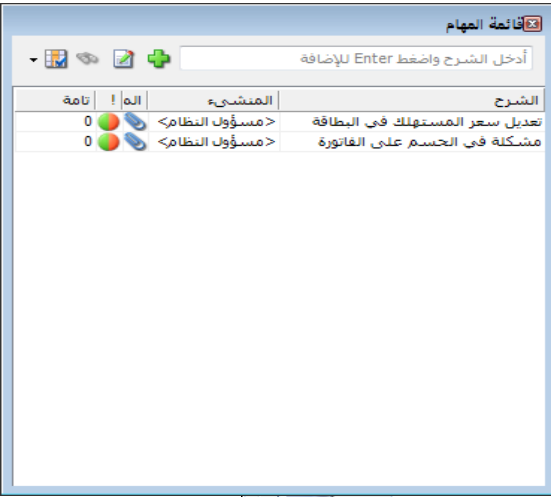 قائمة المهام
أدخل الشرح واضغط Enter للإضافة
الشرح المنشىء الم ! تامة
تعديل سعر المستهلك في البطاقة <مسؤول النظام> 0
مشكلة في الحسم على الفاتورة <مسؤول النظام> 0